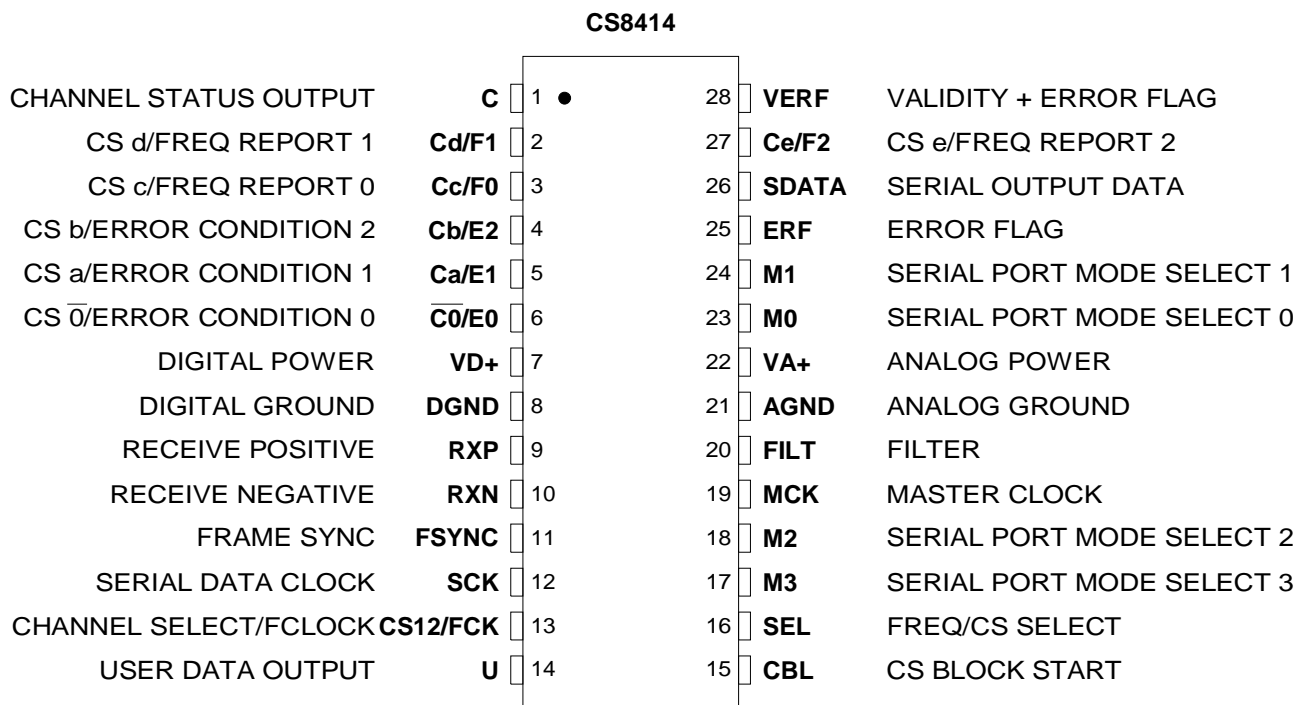 CS8414
CHANNEL STATUS OUTPUT C 1 28 VERF VALIDITY + ERROR FLAG
CS d/FREQ REPORT 1 Cd/F1 2 27 Ce/F2 CS e/FREQ REPORT 2
CS c/FREQ REPORT 0 Cc/F0 3 26 SDATA SERIAL OUTPUT DATA
CS b/ERROR CONDITION 2 Cb/E2 4 25 ERF ERROR FLAG
CS a/ERROR CONDITION 1 Ca/E1 5 24 M1 SERIAL PORT MODE SELECT 1
CS 0̅/ERROR CONDITION 0 C̅0̅/E0 6 23 M0 SERIAL PORT MODE SELECT 0
DIGITAL POWER VD+ 7 22 VA+ ANALOG POWER
DIGITAL GROUND DGND 8 21 AGND ANALOG GROUND
RECEIVE POSITIVE RXP 9 20 FILT FILTER
RECEIVE NEGATIVE RXN 10 19 MCK MASTER CLOCK
FRAME SYNC FSYNC 11 18 M2 SERIAL PORT MODE SELECT 2
SERIAL DATA CLOCK SCK 12 17 M3 SERIAL PORT MODE SELECT 3
CHANNEL SELECT/FCLOCK CS12/FCK 13 16 SEL FREQ/CS SELECT
USER DATA OUTPUT U 14 15 CBL CS BLOCK START